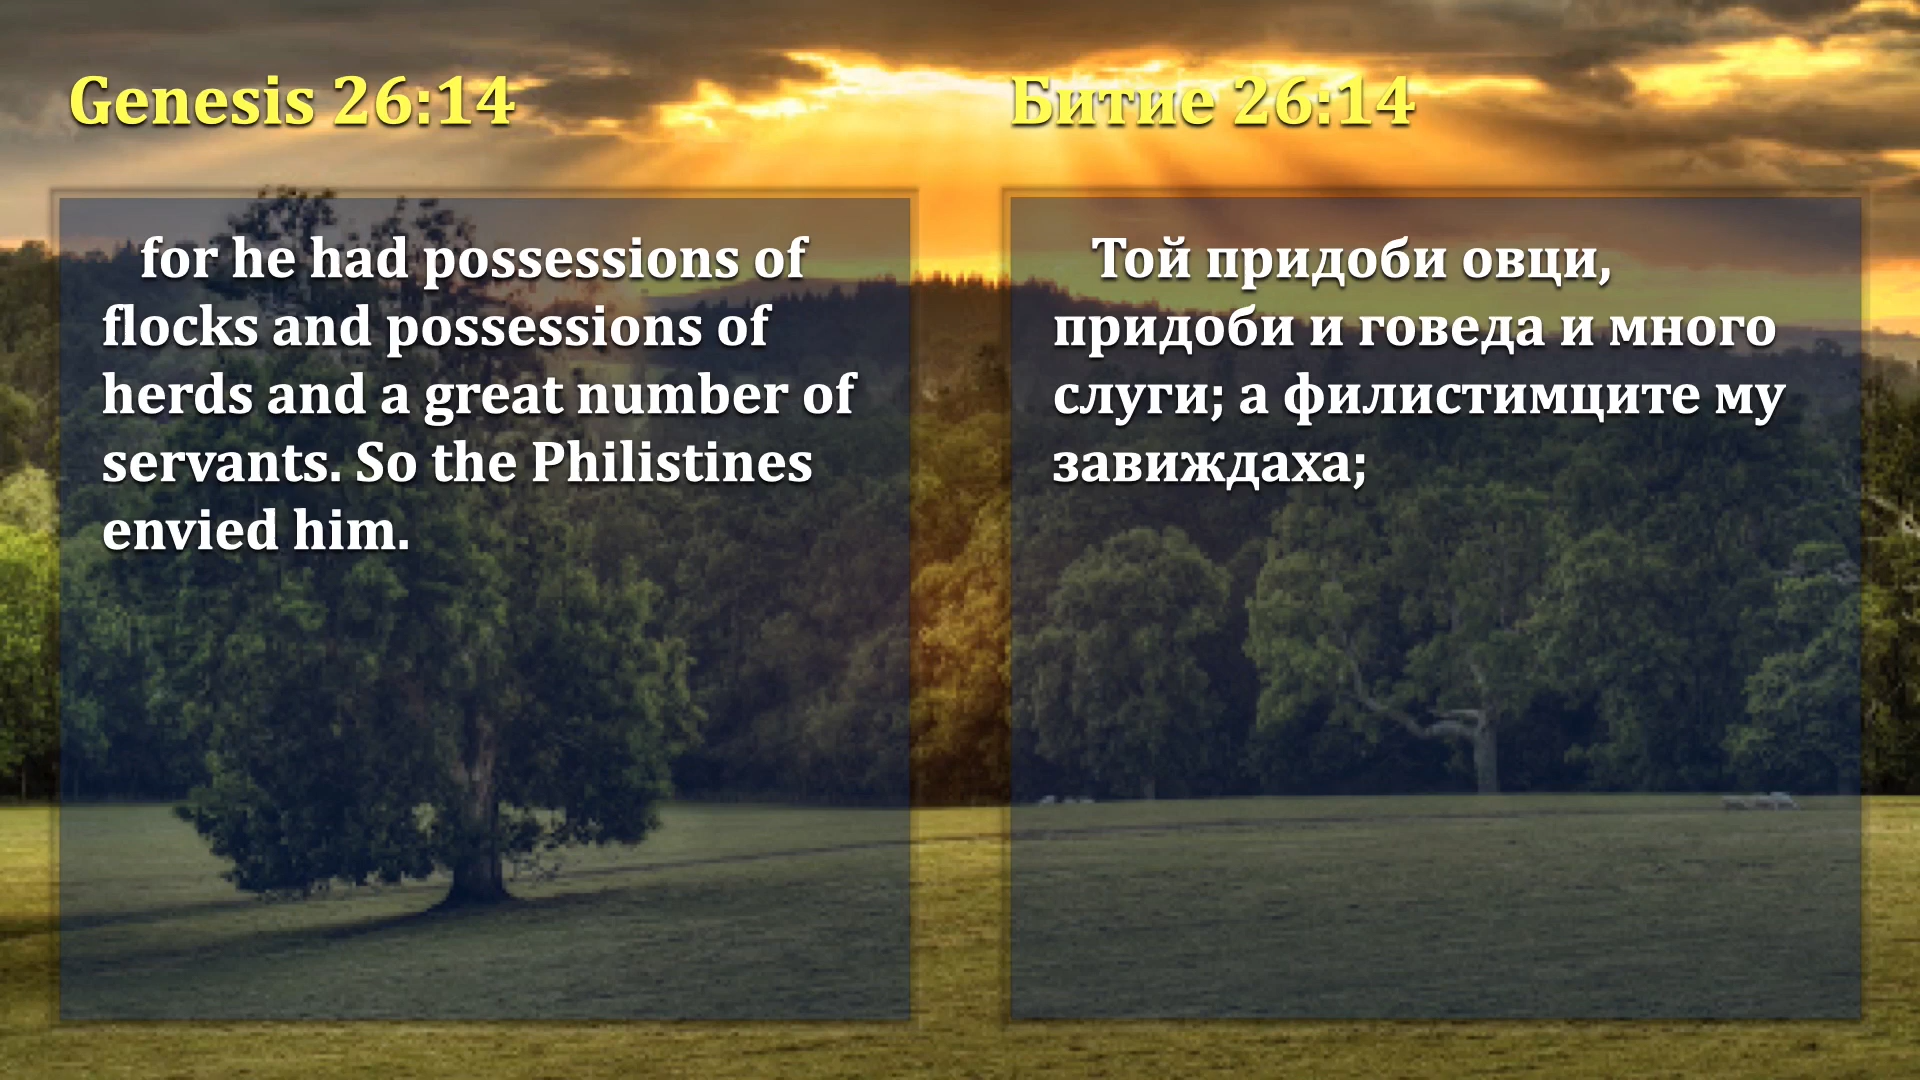 Genesis 26:14
for he had possessions of
flocks and possessions of
herds and a great number of
servants. So the Philistines
envied him.
Битие 26:14
Той придоби овци,
придоби и говеда и много
слуги; а филистимците му
завиждаха;